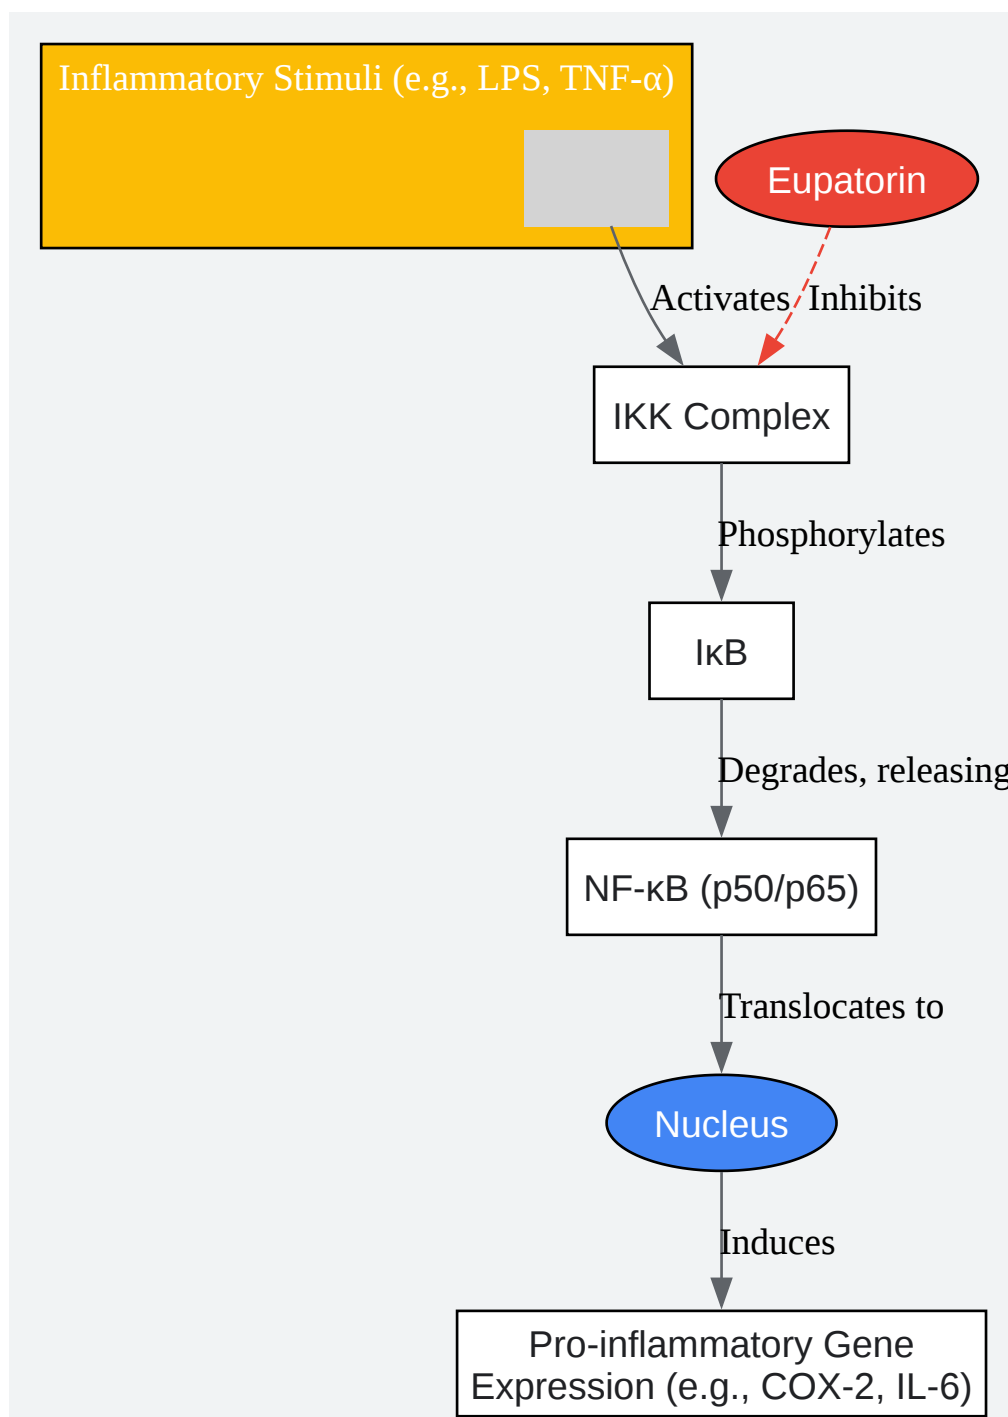 Inflammatory Stimuli (e.g., LPS, TNF-α)
Eupatorin
Activates
Inhibits
IKK Complex
Phosphorylates
IκB
Degrades, releasing
NF-κB (p50/p65)
Translocates to
Nucleus
Induces
Pro-inflammatory Gene
Expression (e.g., COX-2, IL-6)